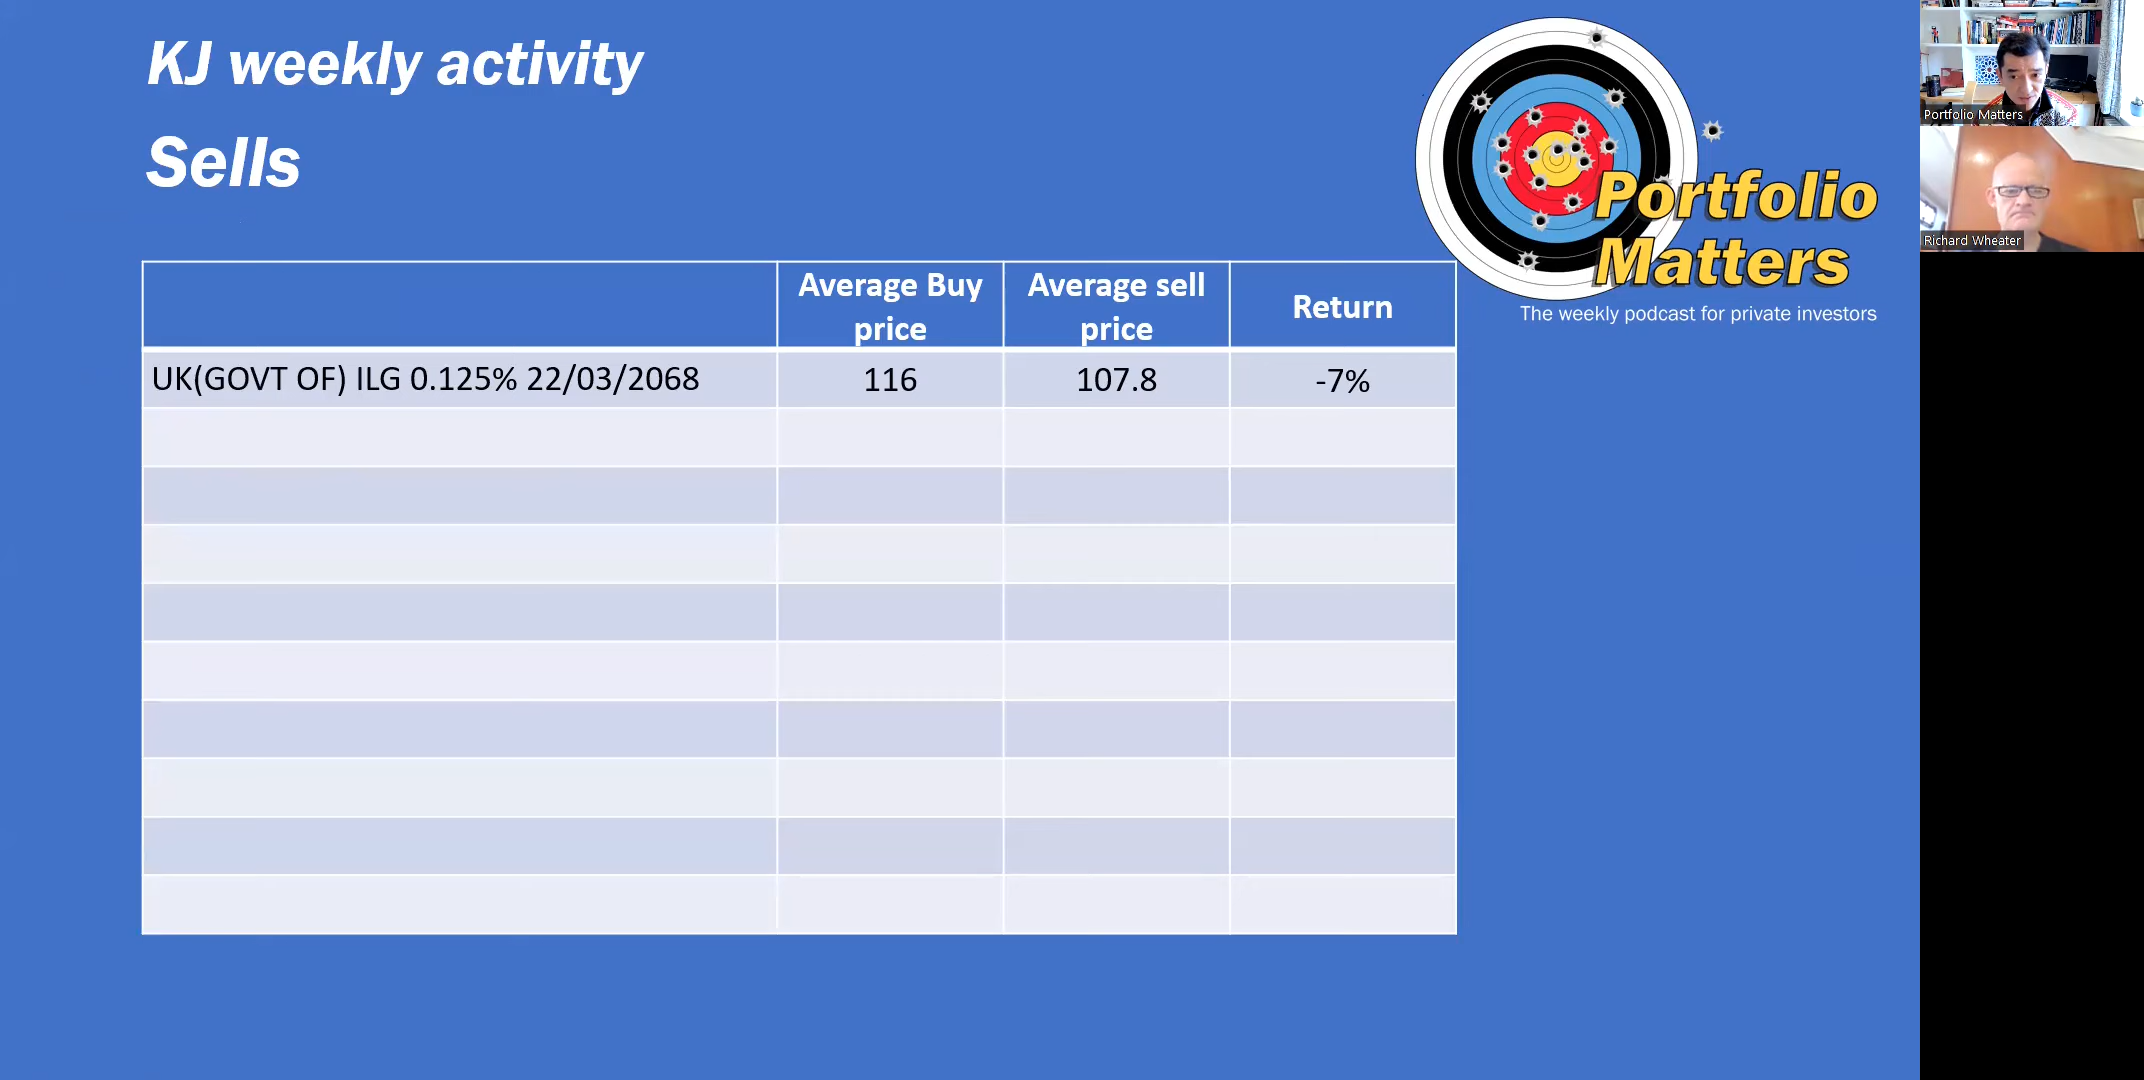 KJ weekly activity
Sells
Portfolio
Matters
The weekly podcast for private investors
Average Buy price
Average sell price
Return
UK(GOVT OF) ILG 0.125% 22/03/2068
116
107.8
-7%
Portfolio Matters
Richard Wheater